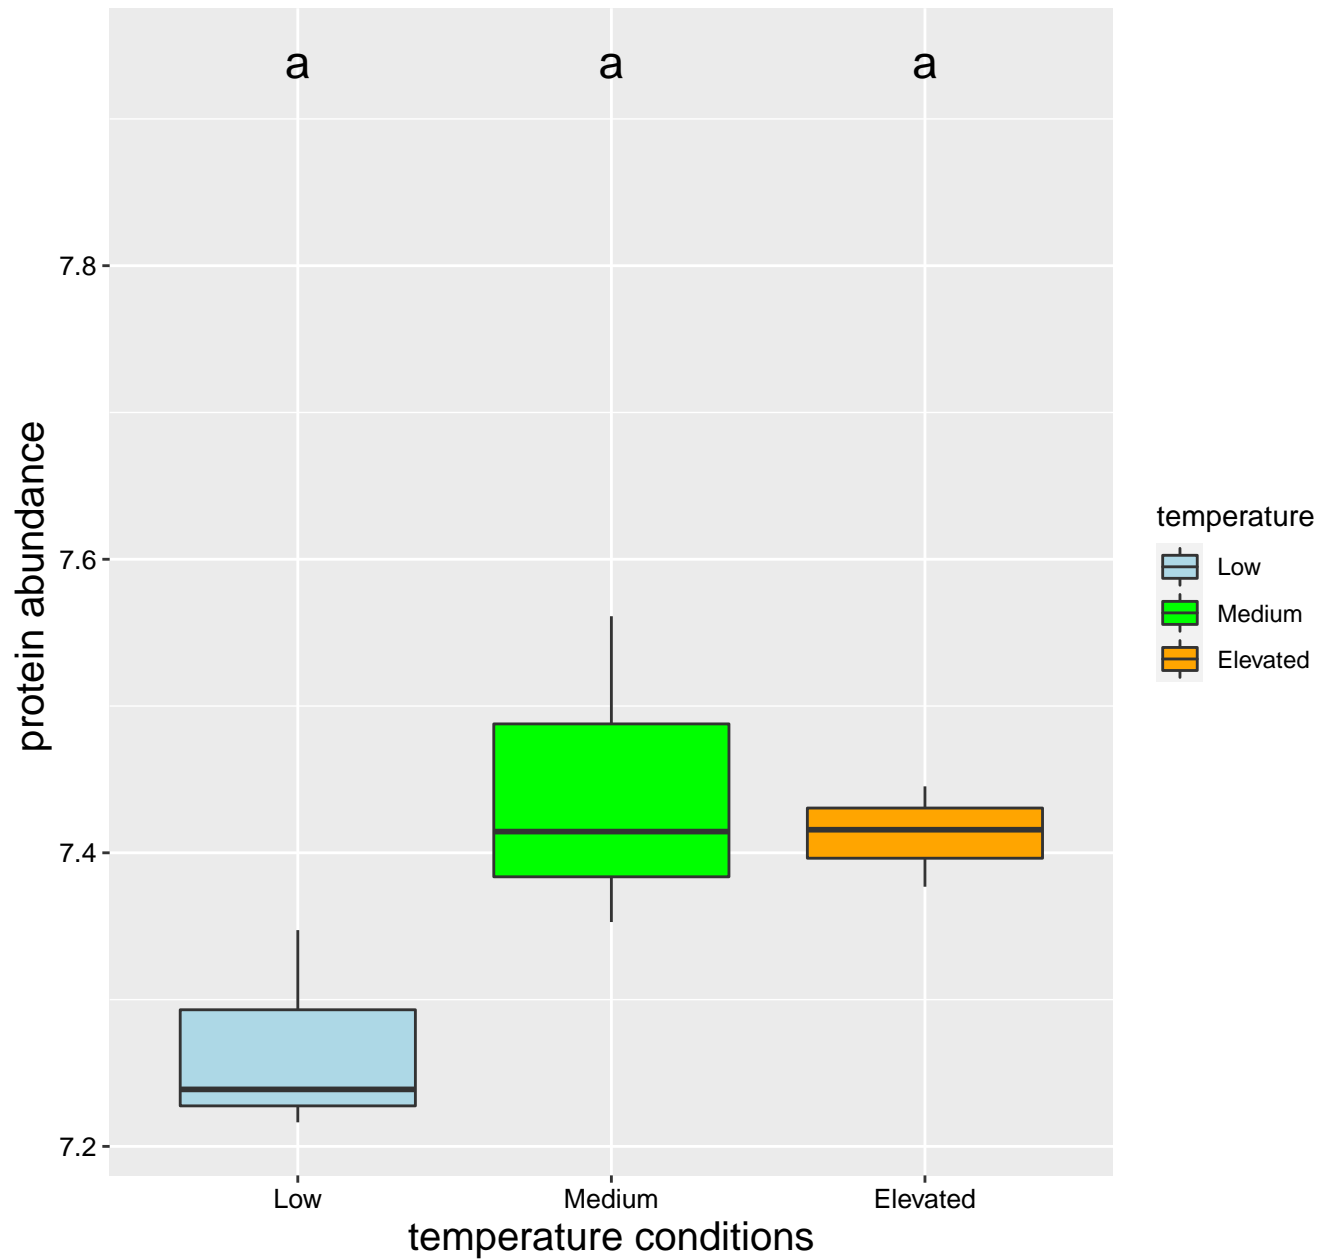 a a a
7.8
7.6
7.4
7.2
protein abundance
Low Medium Elevated
temperature conditions
temperature
Low
Medium
Elevated